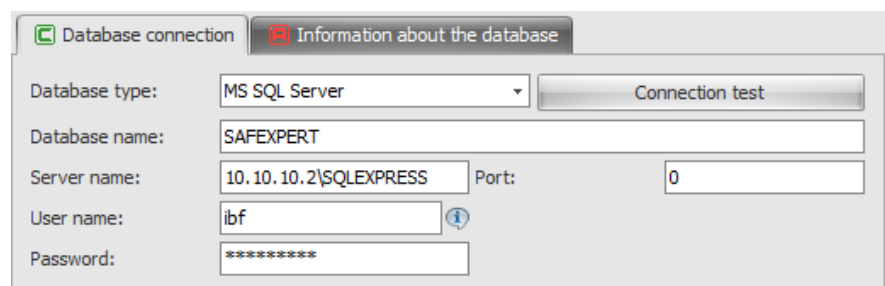 Database connection Information about the database
Database type: MS SQL Server Connection test
Database name: SAFEXPERT
Server name: 10.10.10.2\SQLEXPRESS Port: 0
User name: ibf
Password: *********